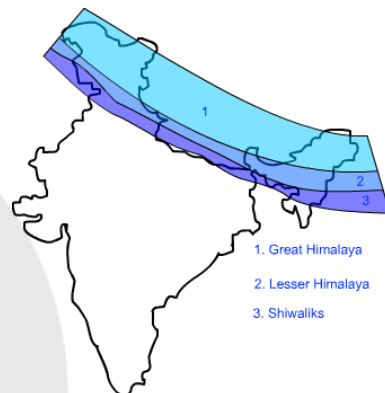 1
2
3
1. Great Himalaya
2. Lesser Himalaya
3. Shiwaliks